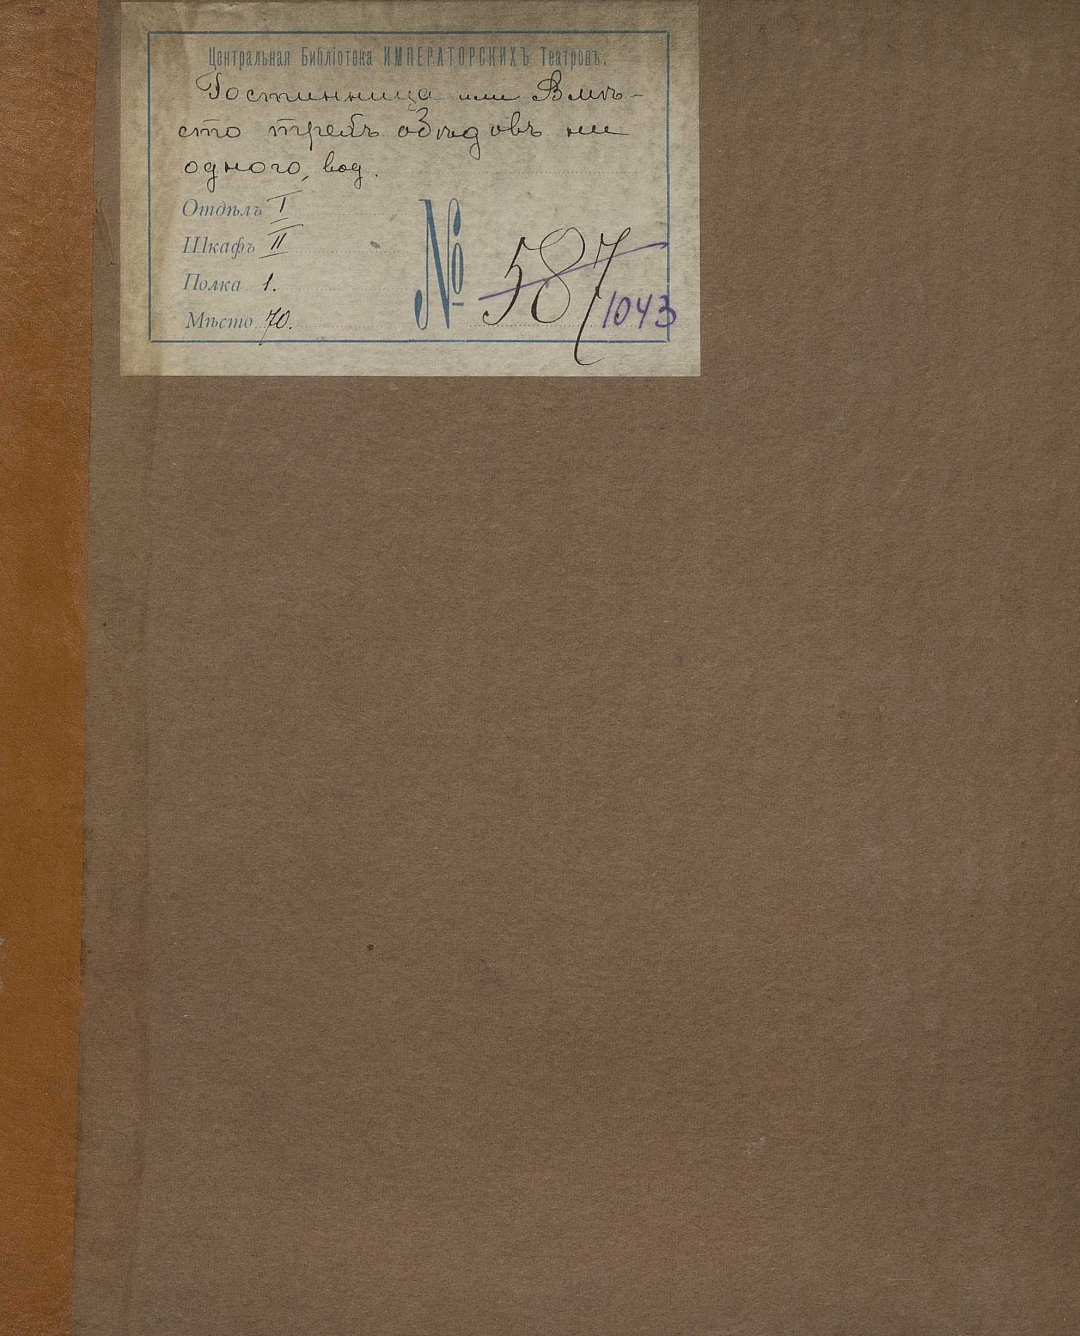 Центральная Библіотека ИМПЕРАТОРСКИХЪ Театровъ.
Гостинница или Вмѣ-
сто трехъ обѣдовъ ни
одного, вод.
Отдѣлъ I
Шкафъ II
Полка 1.
Мѣсто 70.
№ 587
1043